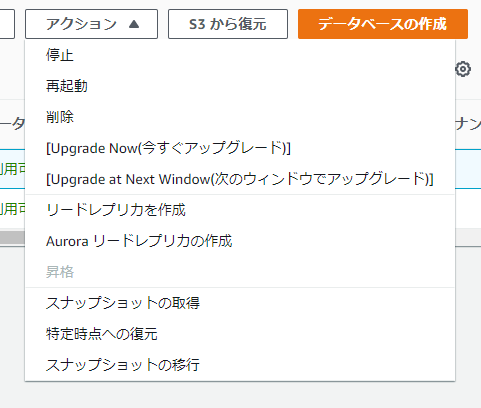 アクション ▲
S3 から復元
データベースの作成
停止
再起動
削除
[Upgrade Now(今すぐアップグレード)]
[Upgrade at Next Window(次のウィンドウでアップグレード)]
リードレプリカを作成
Aurora リードレプリカの作成
昇格
スナップショットの取得
特定時点への復元
スナップショットの移行
ータ
ナン
利用可
利用可